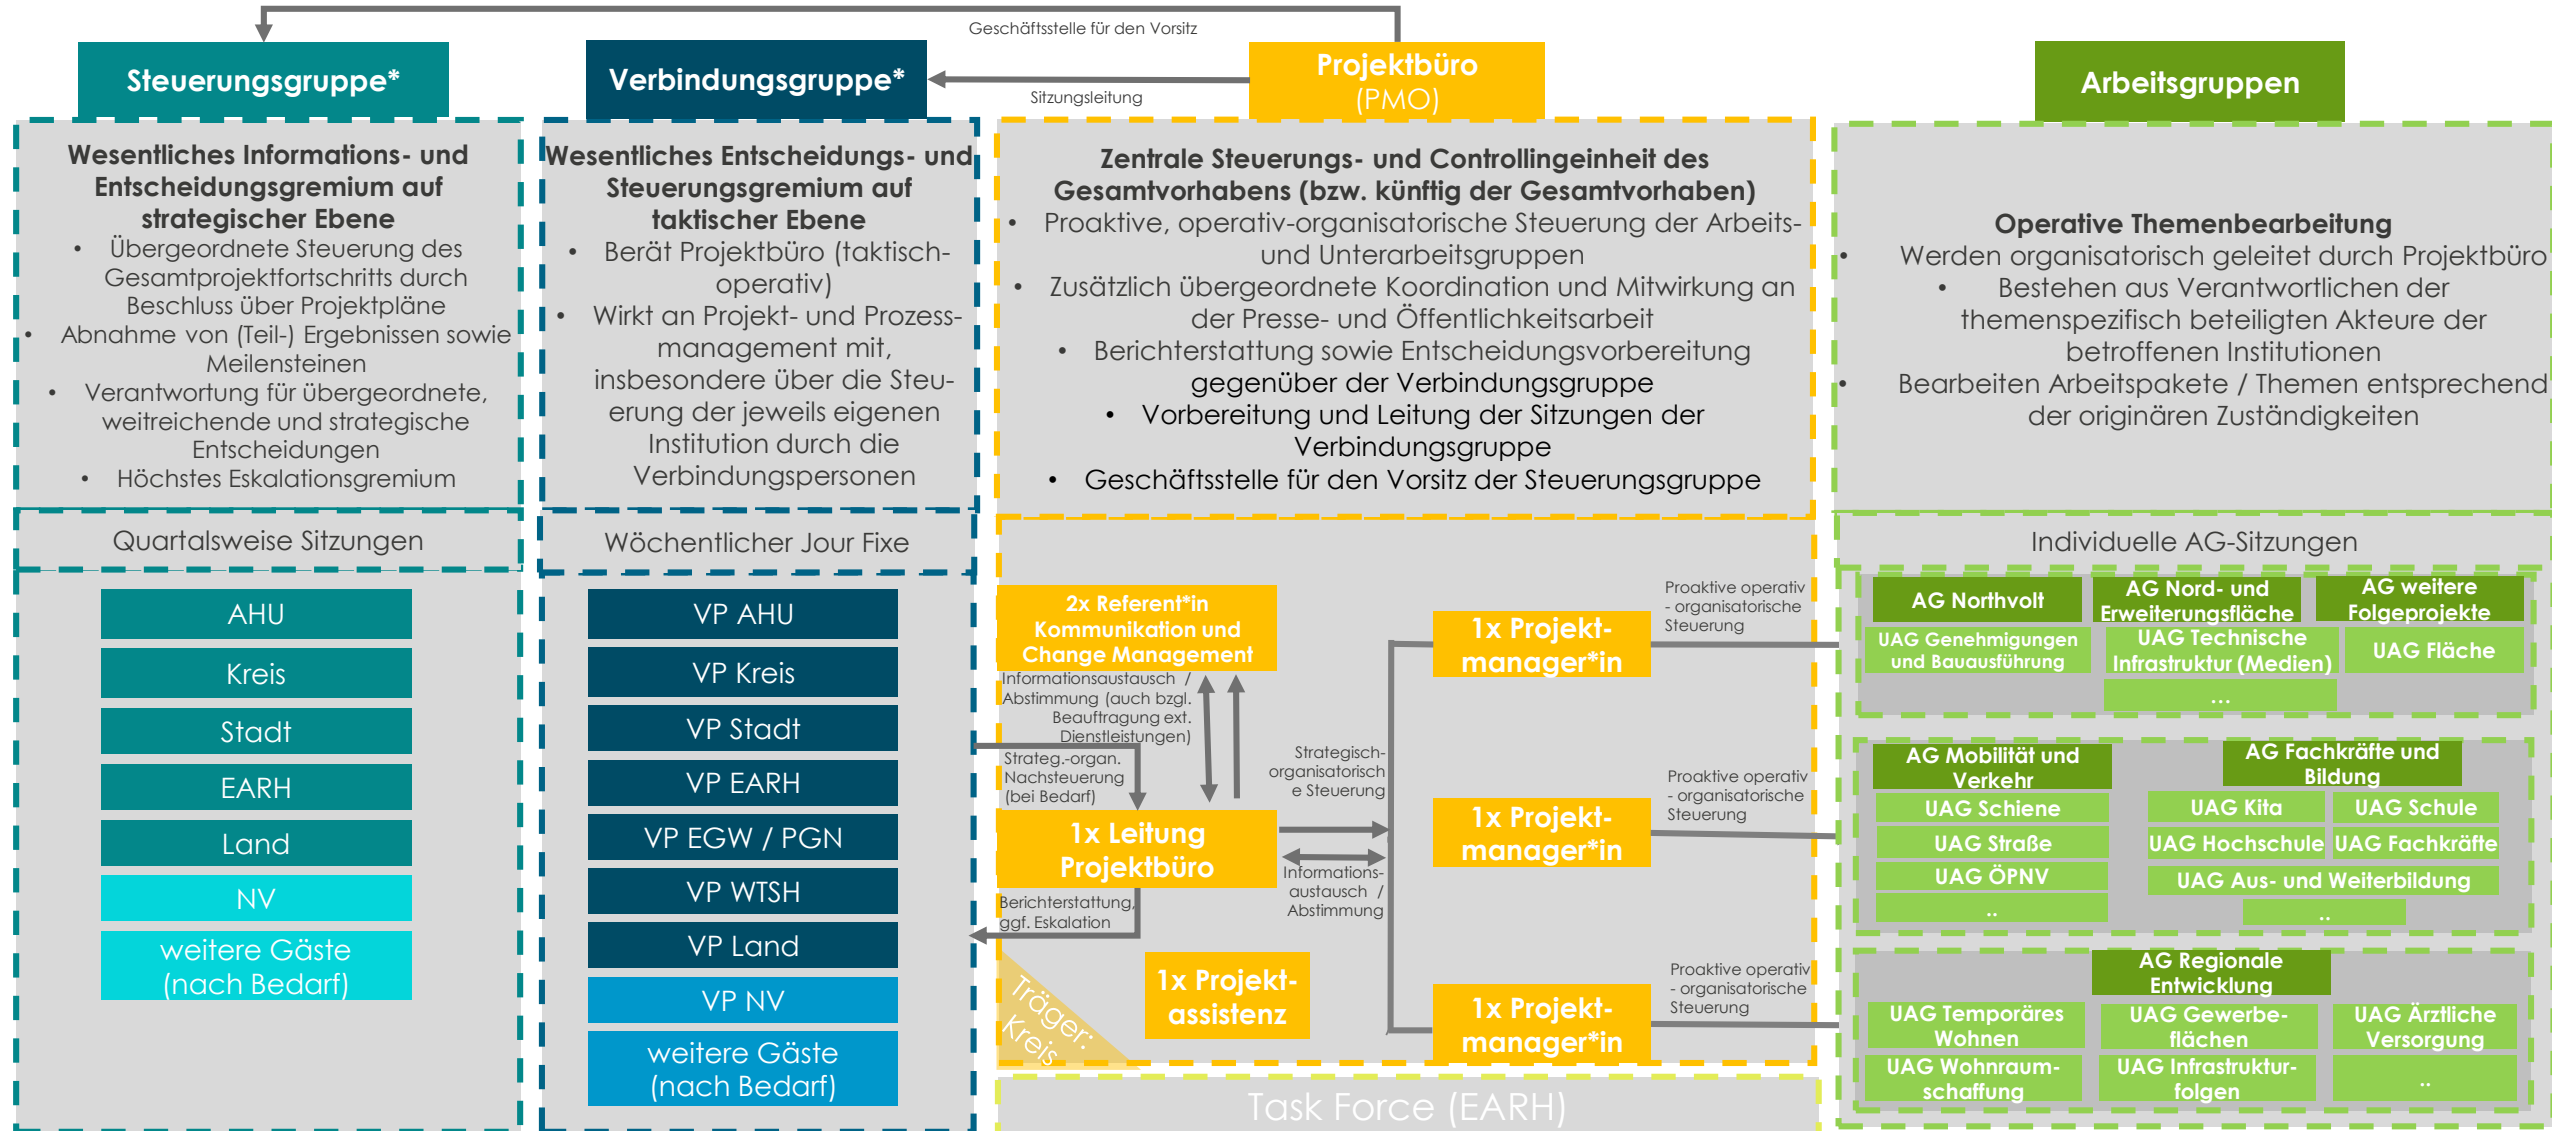 Geschäftsstelle für den Vorsitz
Steuerungsgruppe*
Verbindungsgruppe*
Sitzungsleitung
Projektbüro
(PMO)
Arbeitsgruppen
Wesentliches Informations- und
Entscheidungsgremium auf
strategischer Ebene
• Übergeordnete Steuerung des
Gesamtprojektfortschritts durch
Beschluss über Projektpläne
• Abnahme von (Teil-) Ergebnissen sowie
Meilensteinen
• Verantwortung für übergeordnete,
weitreichende und strategische
Entscheidungen
• Höchstes Eskalationsgremium
Quartalsweise Sitzungen
AHU
Kreis
Stadt
EARH
Land
NV
weitere Gäste
(nach Bedarf)
Wesentliches Entscheidungs- und
Steuerungsgremium auf
taktischer Ebene
• Berät Projektbüro (taktisch-
operativ)
• Wirkt an Projekt- und Prozess-
management mit,
insbesondere über die Steu-
erung der jeweils eigenen
Institution durch die
Verbindungspersonen
Wöchentlicher Jour Fixe
VP AHU
VP Kreis
VP Stadt
VP EARH
VP EGW / PGN
VP WTSH
VP Land
VP NV
weitere Gäste
(nach Bedarf)
Zentrale Steuerungs- und Controllingeinheit des
Gesamtvorhabens (bzw. künftig der Gesamtvorhaben)
• Proaktive, operativ-organisatorische Steuerung der Arbeits-
und Unterarbeitsgruppen
• Zusätzlich übergeordnete Koordination und Mitwirkung an
der Presse- und Öffentlichkeitsarbeit
• Berichterstattung sowie Entscheidungsvorbereitung
gegenüber der Verbindungsgruppe
• Vorbereitung und Leitung der Sitzungen der
Verbindungsgruppe
• Geschäftsstelle für den Vorsitz der Steuerungsgruppe
2x Referent*in
Kommunikation und
Change Management
Informationsaustausch /
Abstimmung (auch bzgl.
Beauftragung ext.
Dienstleistungen)
Strateg.-organ.
Nachsteuerung
(bei Bedarf)
1x Leitung
Projektbüro
Berichterstattung,
ggf. Eskalation
Strategisch-
organisatorisch
e Steuerung
Informations-
austausch /
Abstimmung
1x Projekt-
assistenz
Träger:
Kreis
1x Projekt-
manager*in
1x Projekt-
manager*in
1x Projekt-
manager*in
Proaktive operativ
- organisatorische
Steuerung
Proaktive operativ
- organisatorische
Steuerung
Proaktive operativ
- organisatorische
Steuerung
Task Force (EARH)
Operative Themenbearbeitung
• Werden organisatorisch geleitet durch Projektbüro
• Bestehen aus Verantwortlichen der
themenspezifisch beteiligten Akteure der
betroffenen Institutionen
• Bearbeiten Arbeitspakete / Themen entsprechend
der originären Zuständigkeiten
Individuelle AG-Sitzungen
AG Northvolt
AG Nord- und
Erweiterungsfläche
AG weitere
Folgeprojekte
UAG Genehmigungen
und Bauausführung
UAG Technische
Infrastruktur (Medien)
UAG Fläche
...
AG Mobilität und
Verkehr
UAG Schiene
UAG Straße
UAG ÖPNV
..
AG Fachkräfte und
Bildung
UAG Kita
UAG Schule
UAG Hochschule
UAG Fachkräfte
UAG Aus- und Weiterbildung
..
AG Regionale
Entwicklung
UAG Temporäres
Wohnen
UAG Gewerbe-
flächen
UAG Ärztliche
Versorgung
UAG Wohnraum-
schaffung
UAG Infrastruktur-
folgen
..